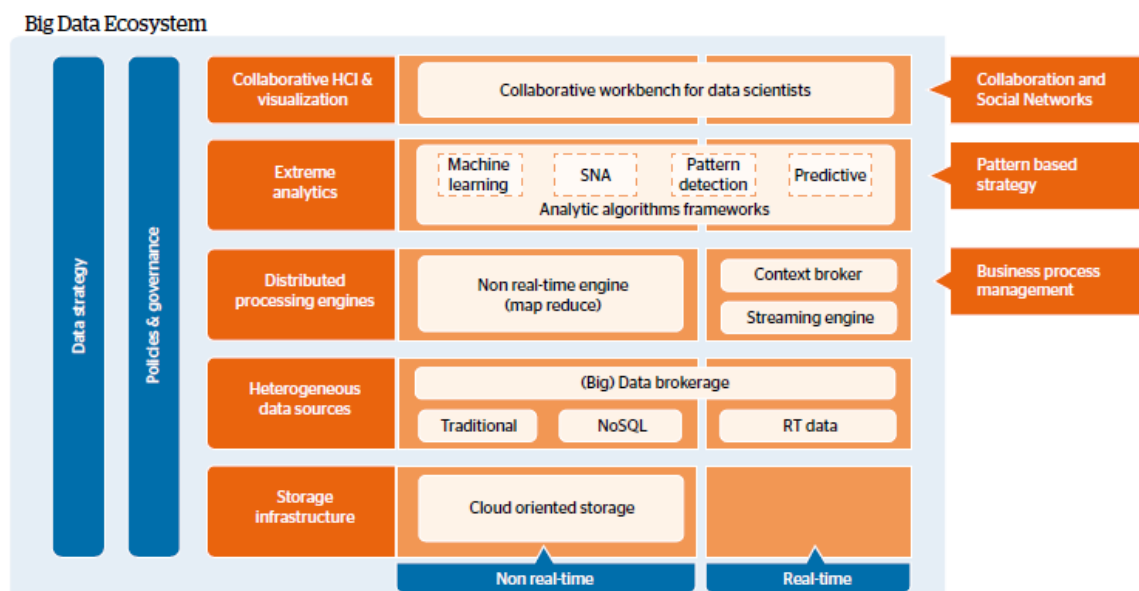 Big Data Ecosystem
Data strategy
Policies & governance
Collaborative HCI &
visualization
Collaborative workbench for data scientists
Collaboration and
Social Networks
Extreme
analytics
Machine
learning
SNA
Pattern
detection
Predictive
Analytic algorithms frameworks
Pattern based
strategy
Distributed
processing engines
Non real-time engine
(map reduce)
Context broker
Streaming engine
Business process
management
Heterogeneous
data sources
(Big) Data brokerage
Traditional
NoSQL
RT data
Storage
infrastructure
Cloud oriented storage
Non real-time
Real-time